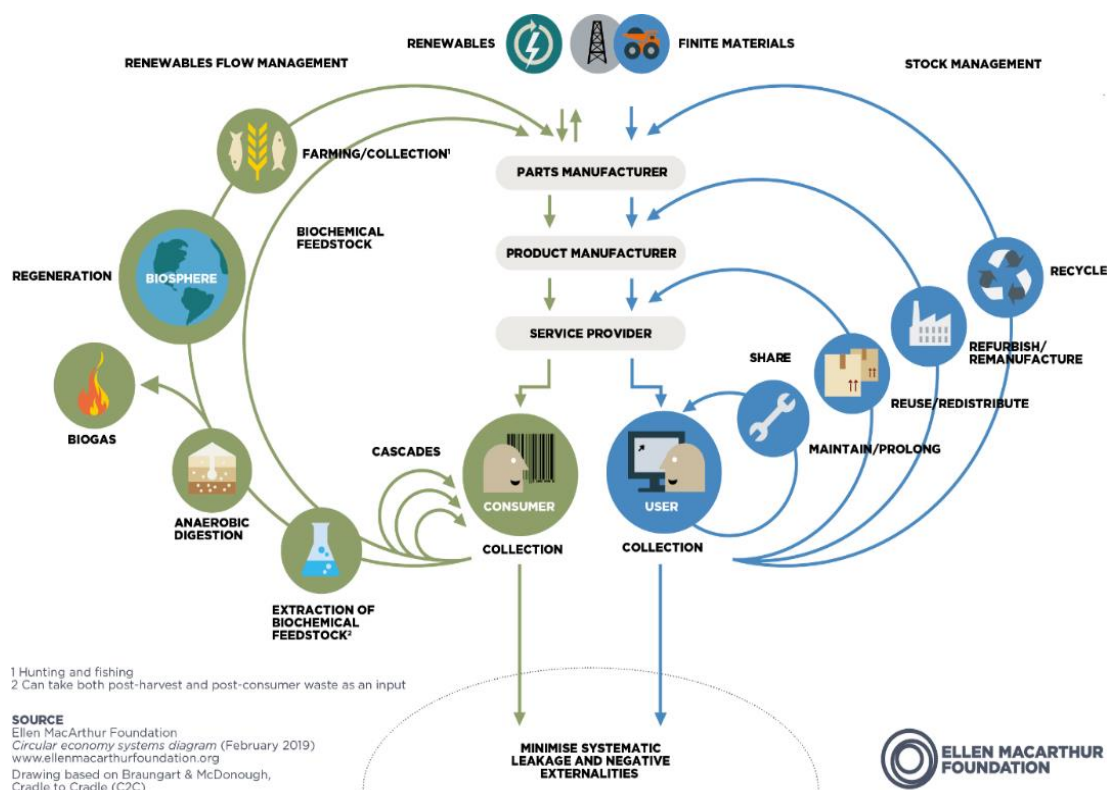 RENEWABLES
FINITE MATERIALS
RENEWABLES FLOW MANAGEMENT
STOCK MANAGEMENT
FARMING/COLLECTION¹
PARTS MANUFACTURER
BIOCHEMICAL
FEEDSTOCK
PRODUCT MANUFACTURER
REGENERATION
BIOSPHERE
RECYCLE
SERVICE PROVIDER
SHARE
REFURBISH/
REMANUFACTURE
REUSE/REDISTRIBUTE
BIOGAS
CASCADES
MAINTAIN/PROLONG
CONSUMER
USER
ANAEROBIC
DIGESTION
COLLECTION
COLLECTION
EXTRACTION OF
BIOCHEMICAL
FEEDSTOCK²
1 Hunting and fishing
2 Can take both post-harvest and post-consumer waste as an input
SOURCE
Ellen MacArthur Foundation
Circular economy systems diagram (February 2019)
www.ellenmacarthurfoundation.org
Drawing based on Braungart & McDonough,
Cradle to Cradle (C2C)
MINIMISE SYSTEMATIC
LEAKAGE AND NEGATIVE
EXTERNALITIES
ELLEN MACARTHUR
FOUNDATION